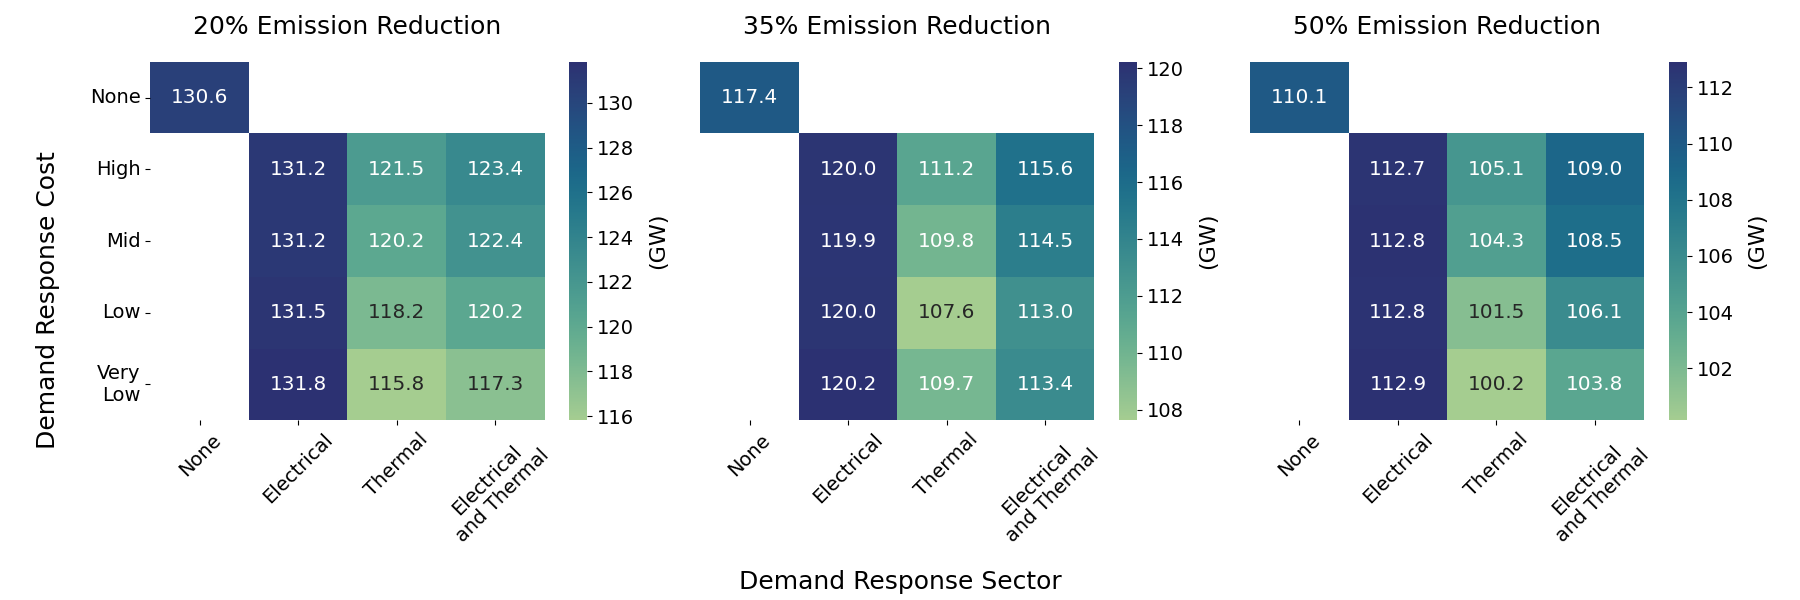 20% Emission Reduction
35% Emission Reduction
50% Emission Reduction
Demand Response Cost
None
High
Mid
Low
Very
Low
130.6
131.2 121.5 123.4
131.2 120.2 122.4
131.5 118.2 120.2
131.8 115.8 117.3
None
Electrical
Thermal
Electrical
and Thermal
130
128
126
124
122
120
118
116
(GW)
117.4
120.0 111.2 115.6
119.9 109.8 114.5
120.0 107.6 113.0
120.2 109.7 113.4
None
Electrical
Thermal
Electrical
and Thermal
120
118
116
114
112
110
108
(GW)
110.1
112.7 105.1 109.0
112.8 104.3 108.5
112.8 101.5 106.1
112.9 100.2 103.8
None
Electrical
Thermal
Electrical
and Thermal
112
110
108
106
104
102
(GW)
Demand Response Sector